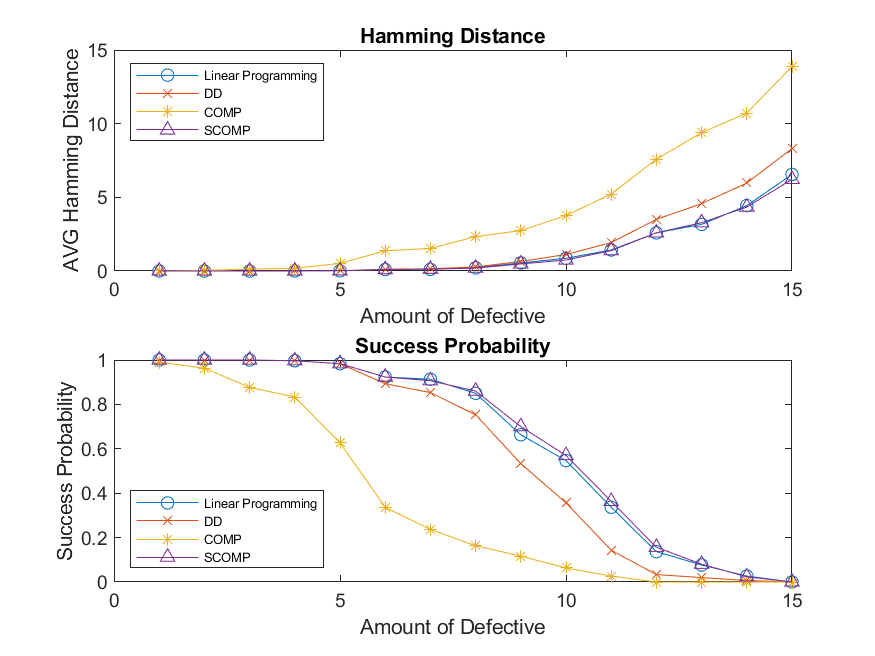 Hamming Distance
15
10
5
0
AVG Hamming Distance
Linear Programming
DD
COMP
SCOMP
0 5 10 15
Amount of Defective
Success Probability
1
0.8
0.6
0.4
0.2
0
Success Probability
Linear Programming
DD
COMP
SCOMP
0 5 10 15
Amount of Defective